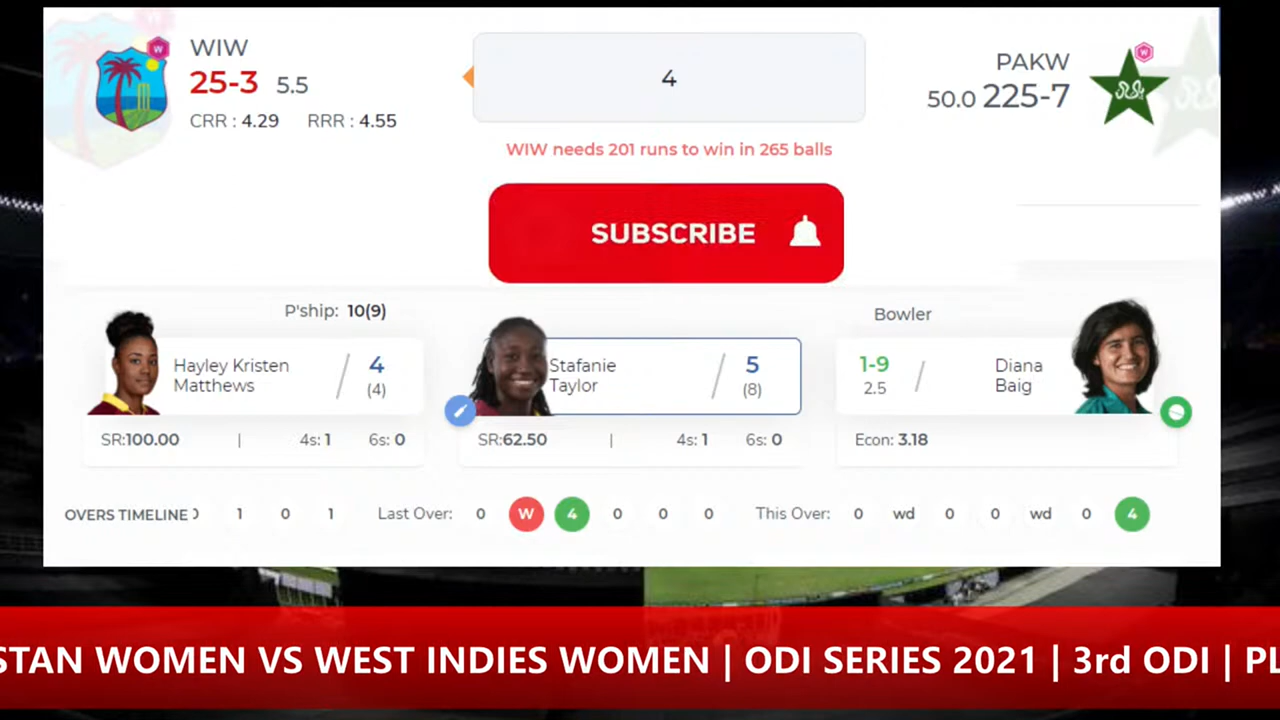 WIW
25-3 5.5
CRR : 4.29 RRR : 4.55
4
PAKW
50.0 225-7
WIW needs 201 runs to win in 265 balls
SUBSCRIBE
P'ship: 10(9)
Bowler
Hayley Kristen
Matthews
4
(4)
SR:100.00 | 4s: 1 6s: 0
Stafanie
Taylor
5
(8)
SR:62.50 | 4s: 1 6s: 0
1-9
2.5
Diana
Baig
Econ: 3.18
OVERS TIMELINE 1 0 1 Last Over: 0 W 4 0 0 0 This Over: 0 wd 0 0 wd 0 4
STAN WOMEN VS WEST INDIES WOMEN | ODI SERIES 2021 | 3rd ODI | PL